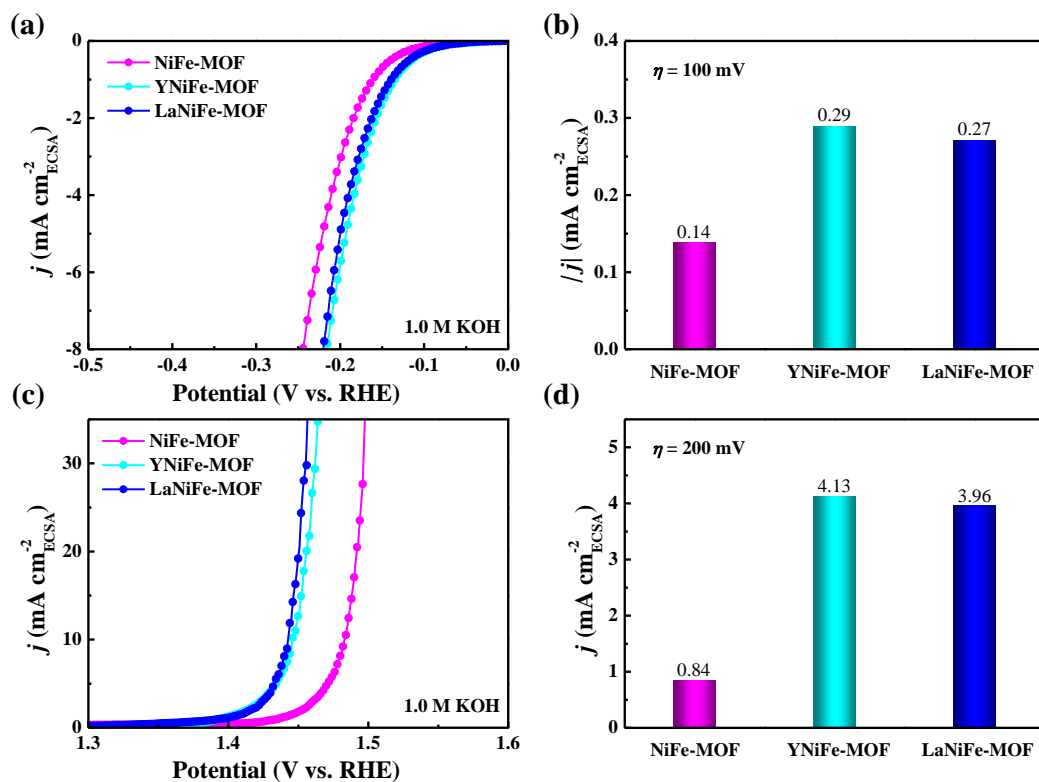 (a)
NiFe-MOF
YNiFe-MOF
LaNiFe-MOF
1.0 M KOH
0
-2
-4
-6
-8
j (mA cm⁻²ECSA)
-0.5 -0.4 -0.3 -0.2 -0.1 0.0
Potential (V vs. RHE)
(b)
η = 100 mV
0.4
0.3
0.2
0.1
0.0
|j| (mA cm⁻²ECSA)
0.14
0.29
0.27
NiFe-MOF YNiFe-MOF LaNiFe-MOF
(c)
NiFe-MOF
YNiFe-MOF
LaNiFe-MOF
1.0 M KOH
30
20
10
0
j (mA cm⁻²ECSA)
1.3 1.4 1.5 1.6
Potential (V vs. RHE)
(d)
η = 200 mV
5
4
3
2
1
0
j (mA cm⁻²ECSA)
0.84
4.13
3.96
NiFe-MOF YNiFe-MOF LaNiFe-MOF